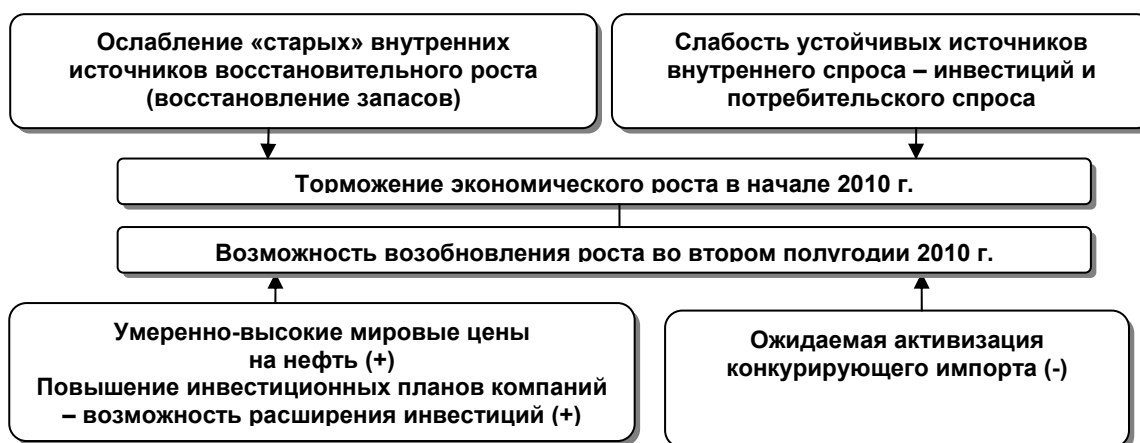 Ослабление «старых» внутренних
источников восстановительного роста
(восстановление запасов)
Слабость устойчивых источников
внутреннего спроса – инвестиций и
потребительского спроса
Торможение экономического роста в начале 2010 г.
Возможность возобновления роста во втором полугодии 2010 г.
Умеренно-высокие мировые цены
на нефть (+)
Повышение инвестиционных планов компаний
– возможность расширения инвестиций (+)
Ожидаемая активизация
конкурирующего импорта (-)